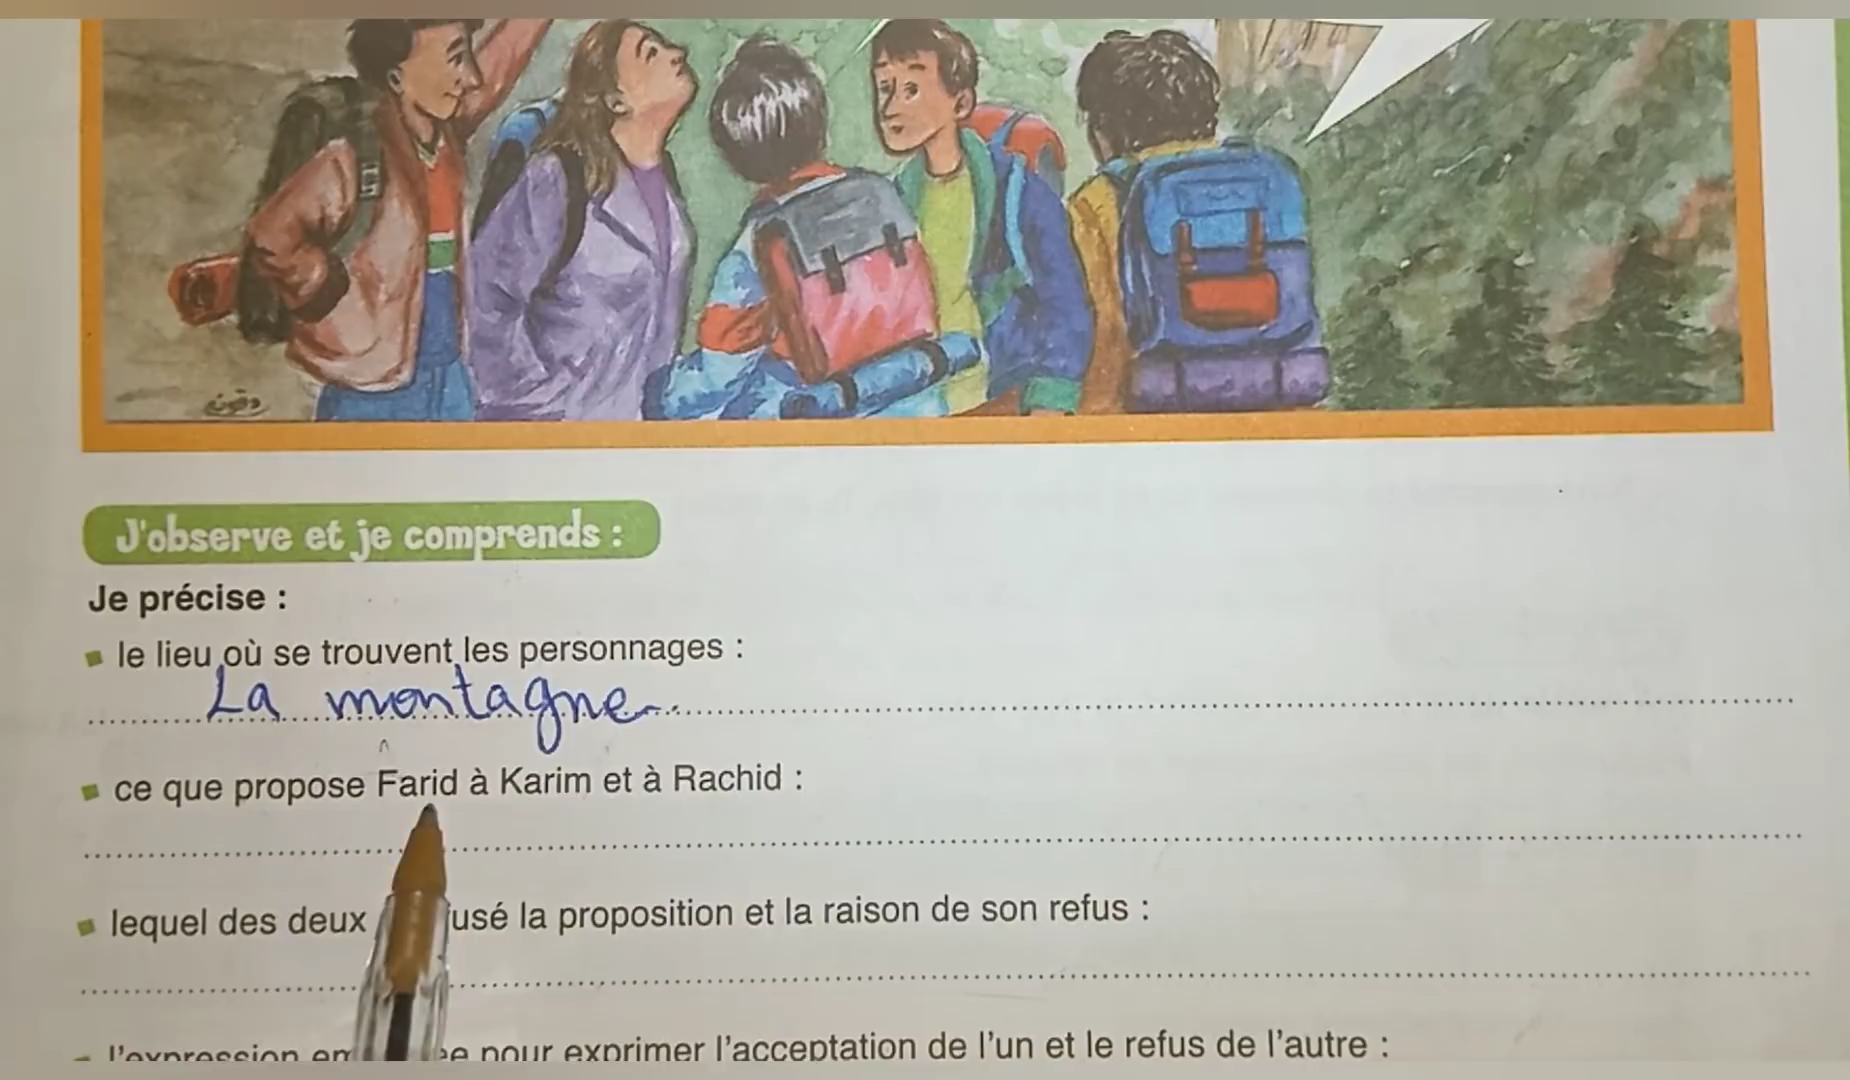 J'observe et je comprends :
Je précise :
le lieu où se trouvent les personnages :
La montagne.
ce que propose Farid à Karim et à Rachid :
lequel des deux usé la proposition et la raison de son refus :
l'expression pour exprimer l'acceptation de l'un et le refus de l'autre :